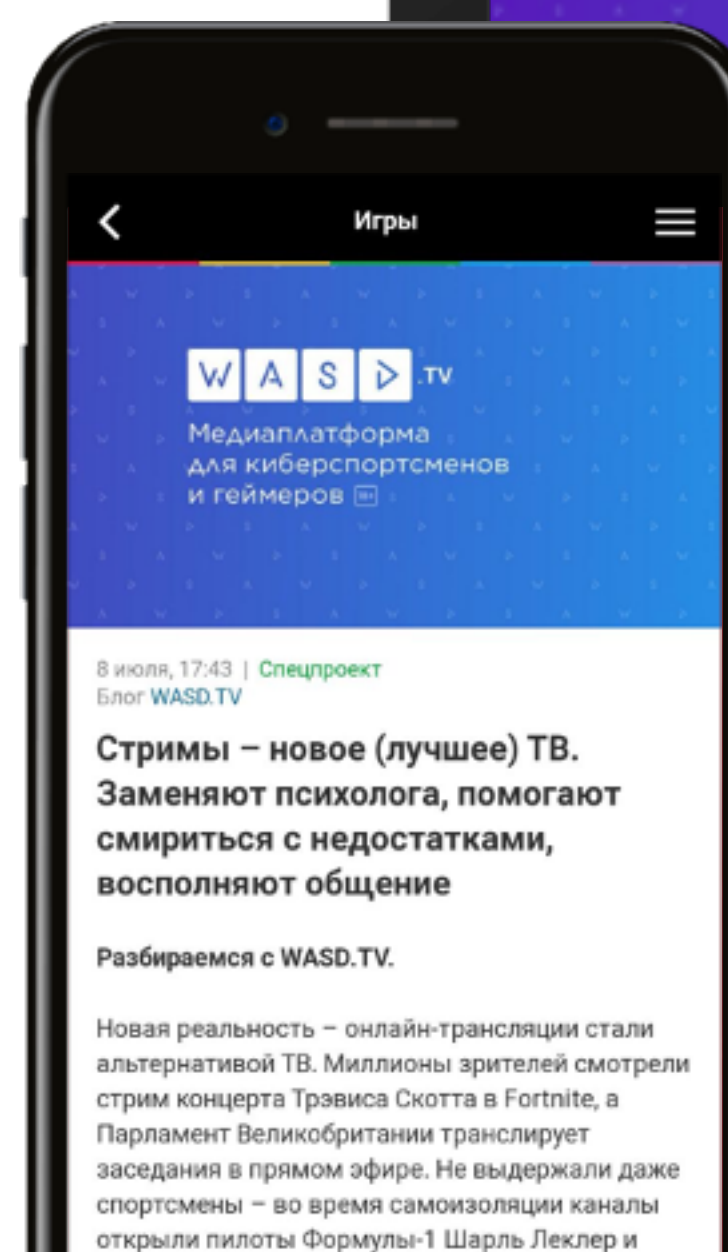 Игры
WASD.TV
Медиаплатформа
для киберспортсменов
и геймеров
8 июля, 17:43 | Спецпроект
Блог WASD.TV
Стримы – новое (лучшее) ТВ.
Заменяют психолога, помогают
смириться с недостатками,
восполняют общение
Разбираемся с WASD.TV.
Новая реальность – онлайн-трансляции стали
альтернативой ТВ. Миллионы зрителей смотрели
стрим концерта Трэвиса Скотта в Fortnite, а
Парламент Великобритании транслирует
заседания в прямом эфире. Не выдержали даже
спортсмены – во время самоизоляции каналы
открыли пилоты Формулы-1 Шарль Леклер и